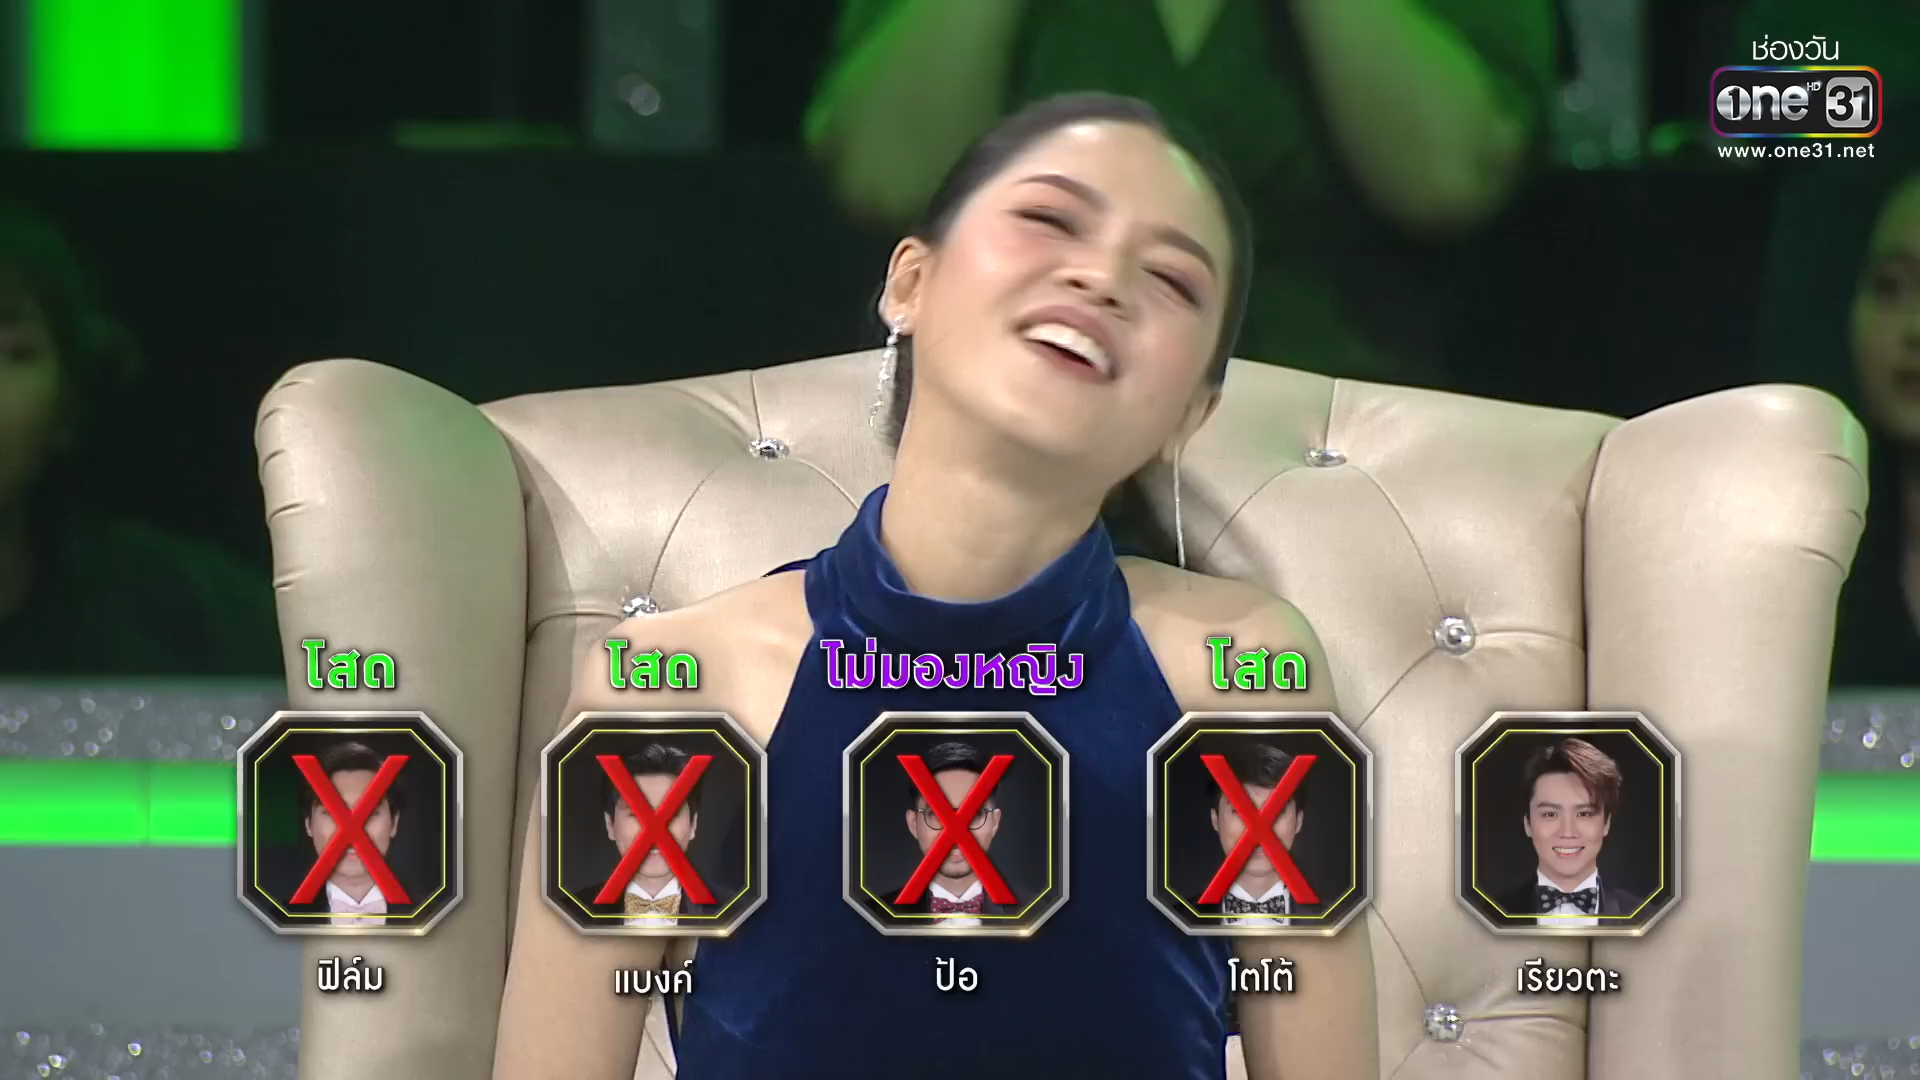 ช่องวัน
one HD 31
www.one31.net
โสด
โสด
ไม่มองหญิง
โสด
X
X
X
X
ฟิล์ม
แบงค์
ป้อ
โตโต้
เรียวตะ